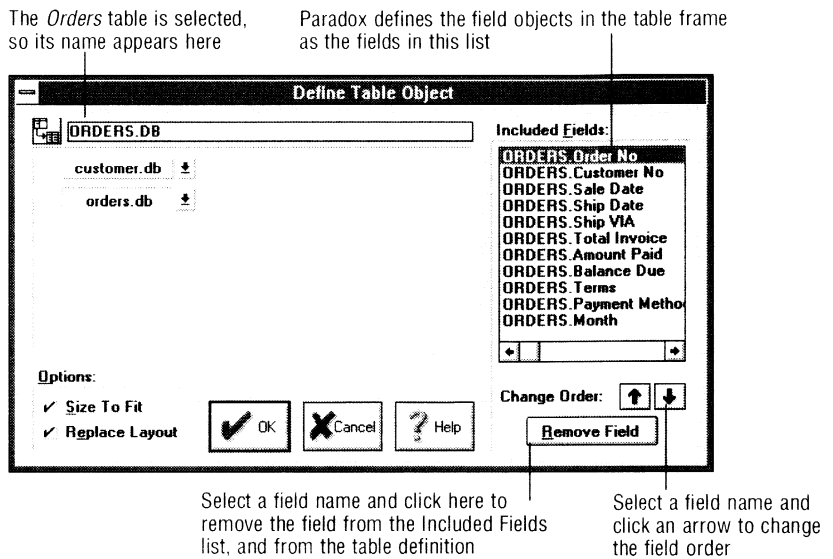 The Orders table is selected,
so its name appears here
Paradox defines the field objects in the table frame
as the fields in this list
Define Table Object
ORDERS.DB
customer.db
orders.db
Included Fields:
ORDERS.Order No
ORDERS.Customer No
ORDERS.Sale Date
ORDERS.Ship Date
ORDERS.Ship VIA
ORDERS.Total Invoice
ORDERS.Amount Paid
ORDERS.Balance Due
ORDERS.Terms
ORDERS.Payment Metho
ORDERS.Month
Options:
Size To Fit
Replace Layout
OK
Cancel
Help
Change Order:
Remove Field
Select a field name and click here to
remove the field from the Included Fields
list, and from the table definition
Select a field name and
click an arrow to change
the field order